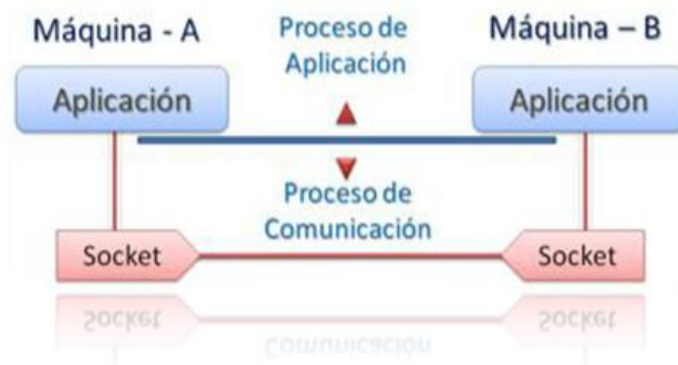 Máquina - A
Proceso de
Aplicación
Máquina – B
Aplicación
Aplicación
Proceso de
Comunicación
Socket
Socket